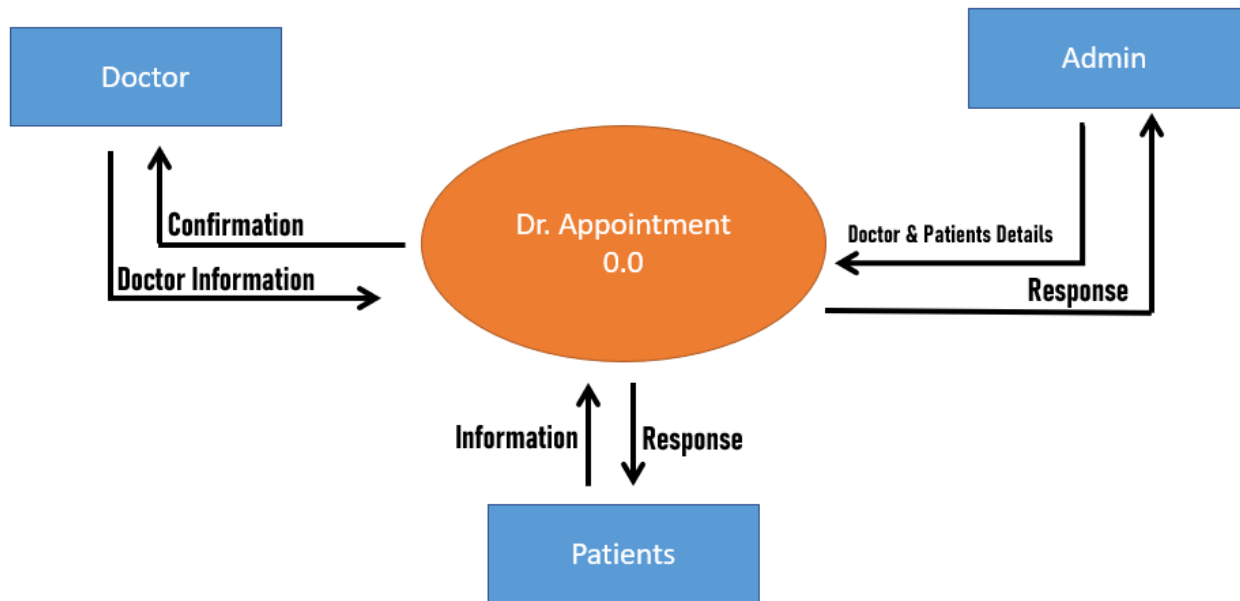 Doctor
Admin
Dr. Appointment
0.0
Confirmation
Doctor Information
Doctor & Patients Details
Response
Information
Response
Patients